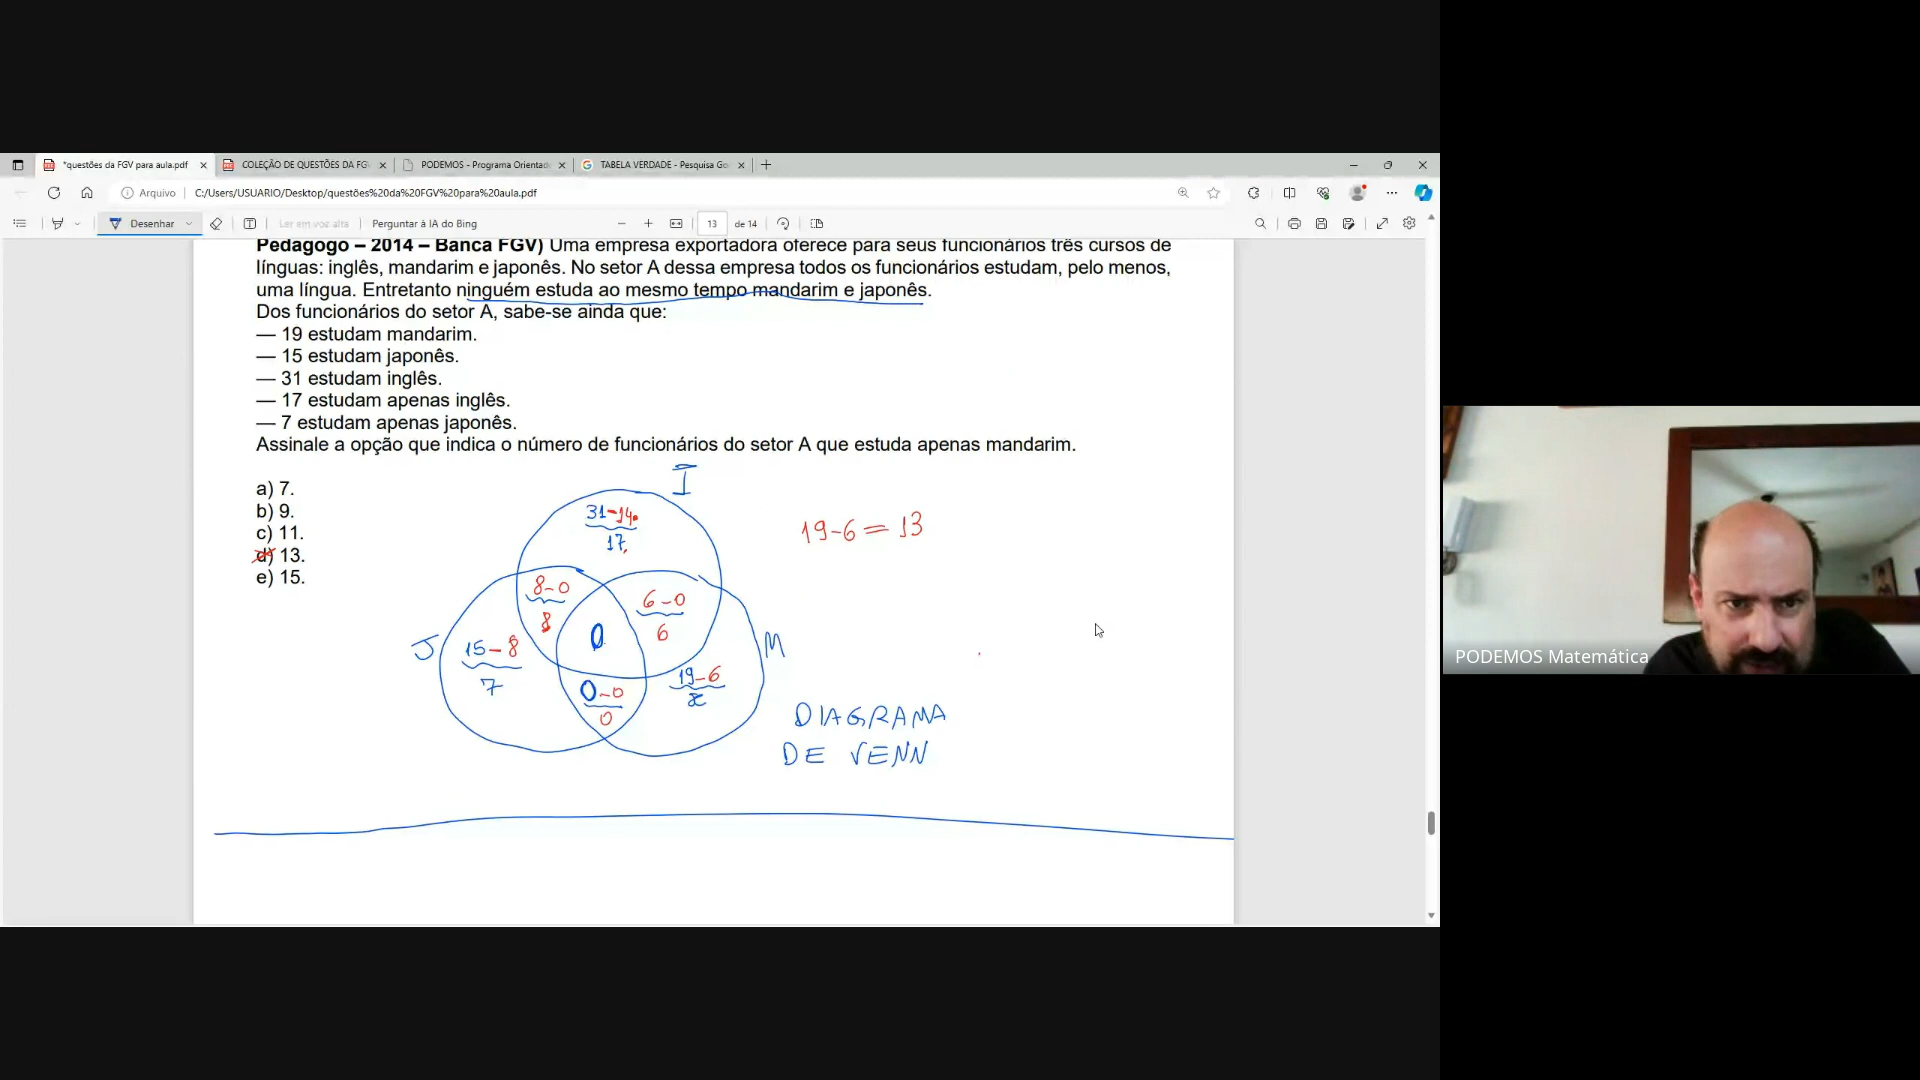 *questões da FGV para aula.pdf
COLEÇÃO DE QUESTÕES DA FG
PODEMOS - Programa Orientad
TABELA VERDADE - Pesquisa Go
Arquivo
C:/Users/USUARIO/Desktop/questões%20da%20FGV%20para%20aula.pdf
Desenhar
Ler em voz alta
Perguntar à IA do Bing
13
de 14
Pedagogo – 2014 – Banca FGV) Uma empresa exportadora oferece para seus funcionários três cursos de
línguas: inglês, mandarim e japonês. No setor A dessa empresa todos os funcionários estudam, pelo menos,
uma língua. Entretanto ninguém estuda ao mesmo tempo mandarim e japonês.
Dos funcionários do setor A, sabe-se ainda que:
— 19 estudam mandarim.
— 15 estudam japonês.
— 31 estudam inglês.
— 17 estudam apenas inglês.
— 7 estudam apenas japonês.
Assinale a opção que indica o número de funcionários do setor A que estuda apenas mandarim.
a) 7.
b) 9.
c) 11.
d) 13.
e) 15.
I
31-14
17
19-6=13
8-0
8
6-0
6
0
J
15-8
7
M
19-6
x
0-0
0
DIAGRAMA
DE VENN
PODEMOS Matemática